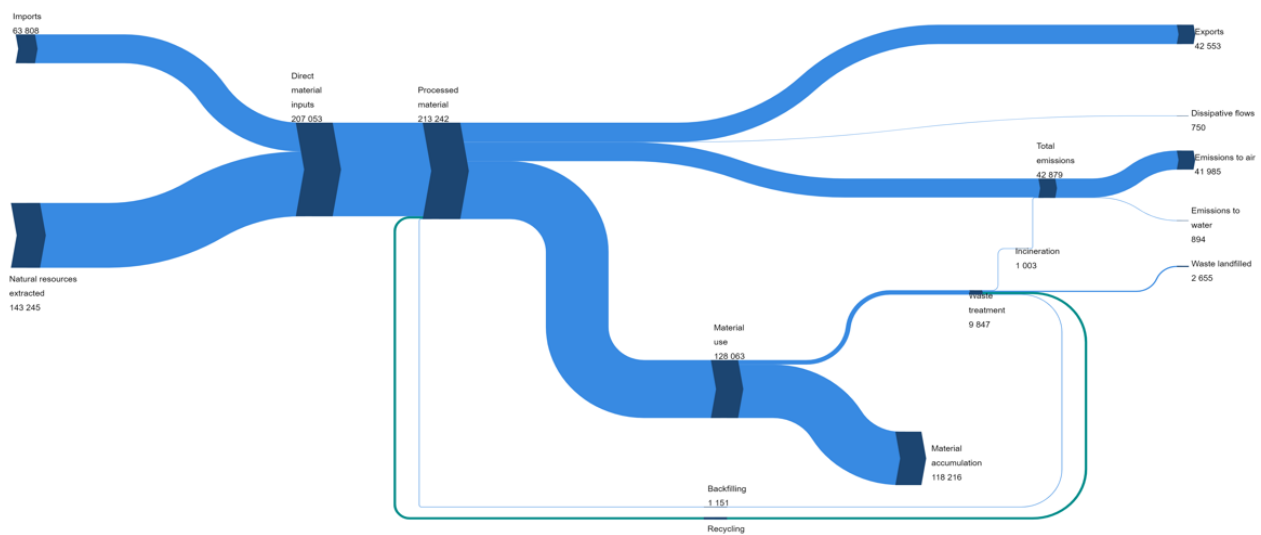 Imports
63 808
Direct
material
inputs
207 053
Processed
material
213 242
Exports
42 553
Dissipative flows
750
Total
emissions
42 879
Emissions to air
41 985
Emissions to
water
894
Incineration
1 003
Waste landfilled
2 655
Natural resources
extracted
143 245
Waste
treatment
9 847
Material
use
128 063
Material
accumulation
118 216
Backfilling
1 151
Recycling